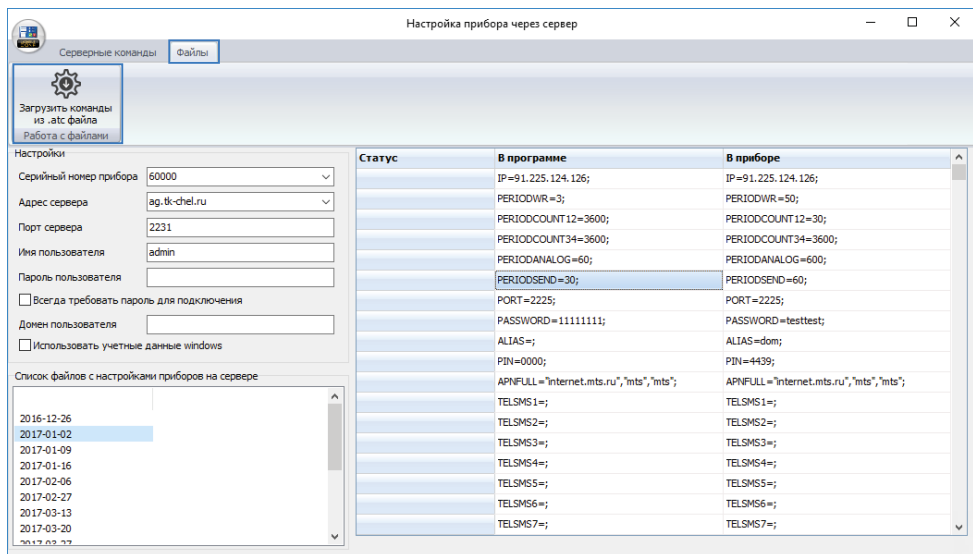 Настройка прибора через сервер
Серверные команды Файлы
Загрузить команды
из .atc файла
Работа с файлами
Настройки
Серийный номер прибора 60000
Адрес сервера ag.tk-chel.ru
Порт сервера 2231
Имя пользователя admin
Пароль пользователя
Всегда требовать пароль для подключения
Домен пользователя
Использовать учетные данные windows
Список файлов с настройками приборов на сервере
2016-12-26
2017-01-02
2017-01-09
2017-01-16
2017-02-06
2017-02-27
2017-03-13
2017-03-20
2017-03-27
Статус В программе В приборе
IP=91.225.124.126; IP=91.225.124.126;
PERIODWR=3; PERIODWR=50;
PERIODCOUNT12=3600; PERIODCOUNT12=30;
PERIODCOUNT34=3600; PERIODCOUNT34=3600;
PERIODANALOG=60; PERIODANALOG=600;
PERIODSEND=30; PERIODSEND=60;
PORT=2225; PORT=2225;
PASSWORD=11111111; PASSWORD=testtest;
ALIAS=; ALIAS=dom;
PIN=0000; PIN=4439;
APNFULL="internet.mts.ru","mts","mts"; APNFULL="internet.mts.ru","mts","mts";
TELSMS1=; TELSMS1=;
TELSMS2=; TELSMS2=;
TELSMS3=; TELSMS3=;
TELSMS4=; TELSMS4=;
TELSMS5=; TELSMS5=;
TELSMS6=; TELSMS6=;
TELSMS7=; TELSMS7=;